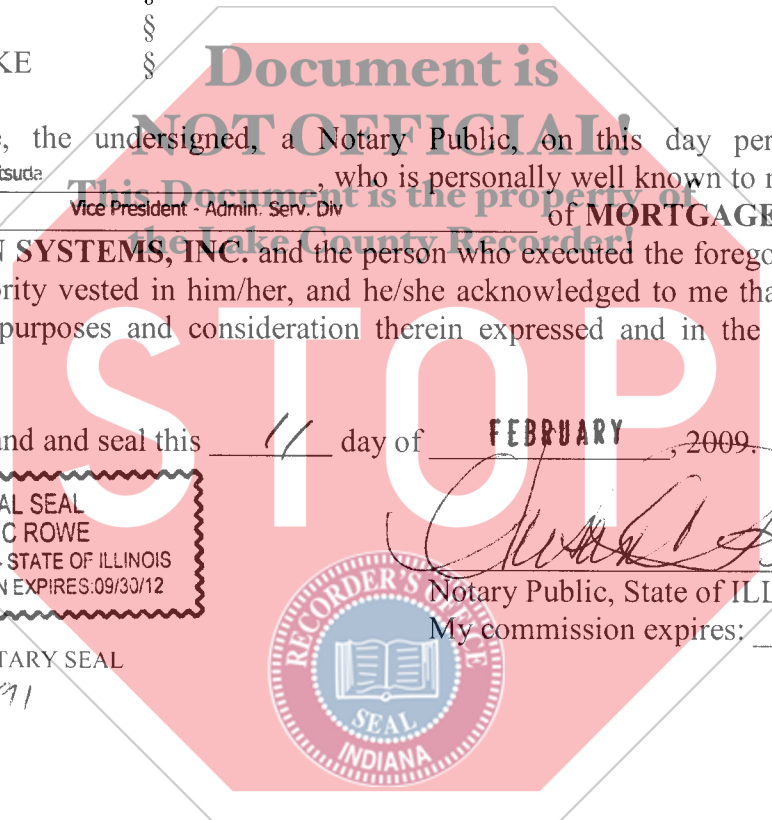 §
§
KE §
Document is
NOT OFFICIAL!
This Document is the property of
the Lake County Recorder!
, the undersigned, a Notary Public, on this day per
tsuda , who is personally well known to
Vice President - Admin. Serv. Div of MORTGAGE
N SYSTEMS, INC. and the person who executed the forego
ority vested in him/her, and he/she acknowledged to me tha
purposes and consideration therein expressed and in the
STOP
and and seal this 11 day of FEBRUARY, 2009.
AL SEAL
C ROWE
- STATE OF ILLINOIS
N EXPIRES:09/30/12
Notary Public, State of ILL
My commission expires:
TARY SEAL
RECORDER'S OFFICE
SEAL
INDIANA